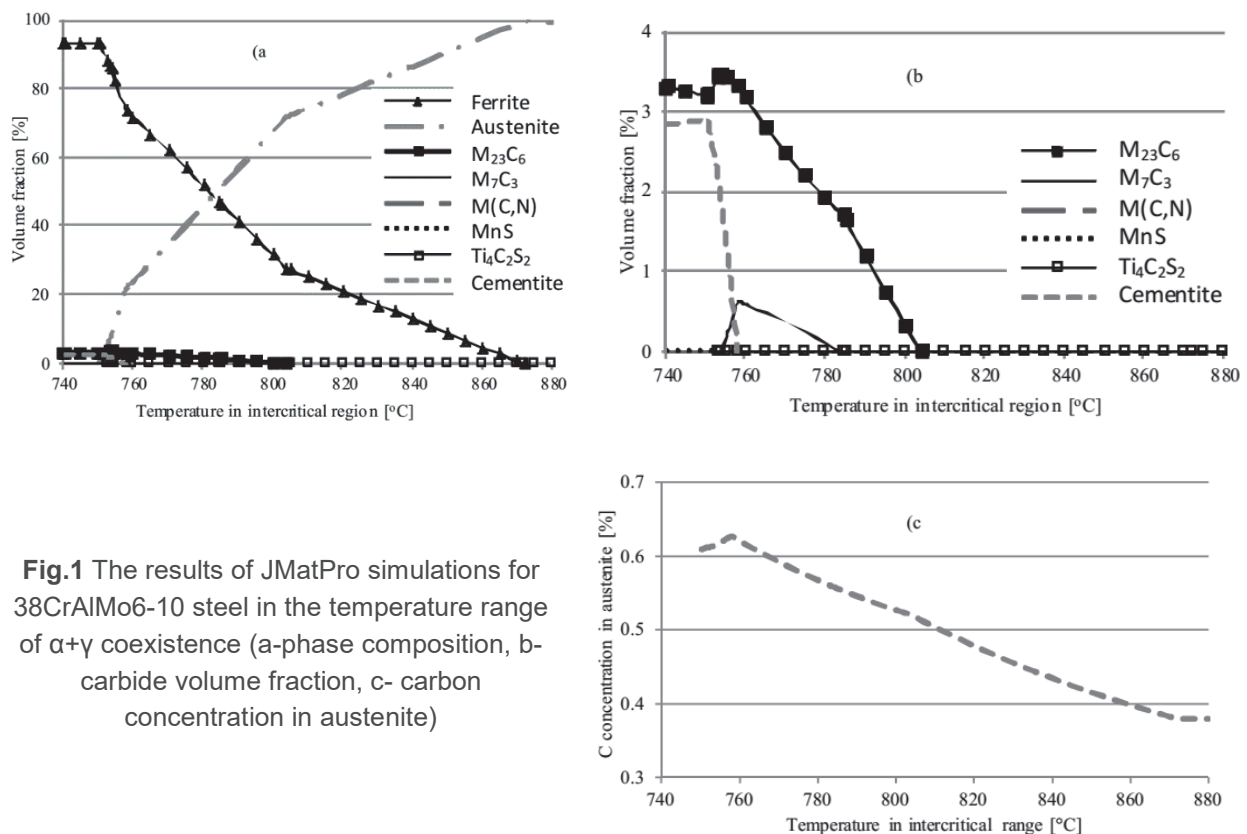 100
80
60
40
20
0
Volume fraction [%]
(a
Ferrite
Austenite
M₂₃C₆
M₇C₃
M(C,N)
MnS
Ti₄C₂S₂
Cementite
740 760 780 800 820 840 860 880
Temperature in intercritical region [ºC]
4
3
2
1
0
Volume fraction [%]
(b
M₂₃C₆
M₇C₃
M(C,N)
MnS
Ti₄C₂S₂
Cementite
740 760 780 800 820 840 860 880
Temperature in intercritical region [ºC]
Fig.1 The results of JMatPro simulations for
38CrAlMo6-10 steel in the temperature range
of α+γ coexistence (a-phase composition, b-
carbide volume fraction, c- carbon
concentration in austenite)
0.7
0.6
0.5
0.4
0.3
C concentration in austenite [%]
(c
740 760 780 800 820 840 860 880
Temperature in intercritical range [°C]